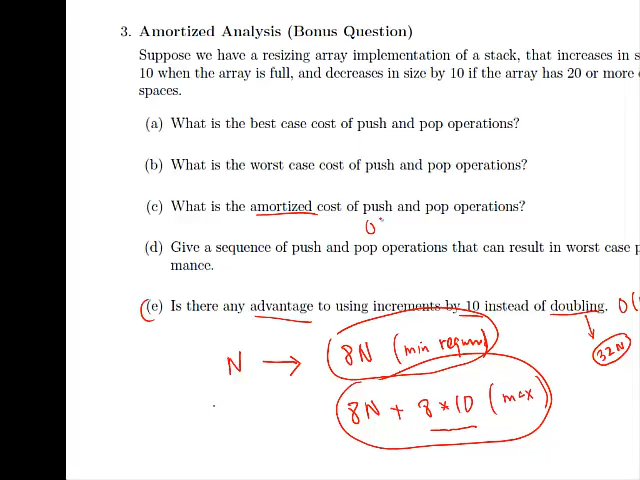 3. Amortized Analysis (Bonus Question)
Suppose we have a resizing array implementation of a stack, that increases in s
10 when the array is full, and decreases in size by 10 if the array has 20 or more
spaces.
(a) What is the best case cost of push and pop operations?
(b) What is the worst case cost of push and pop operations?
(c) What is the amortized cost of push and pop operations?
(d) Give a sequence of push and pop operations that can result in worst case p
mance.
(e) Is there any advantage to using increments by 10 instead of doubling. O(
N → 8N (min required) 32N
8N + 8*10 (max)